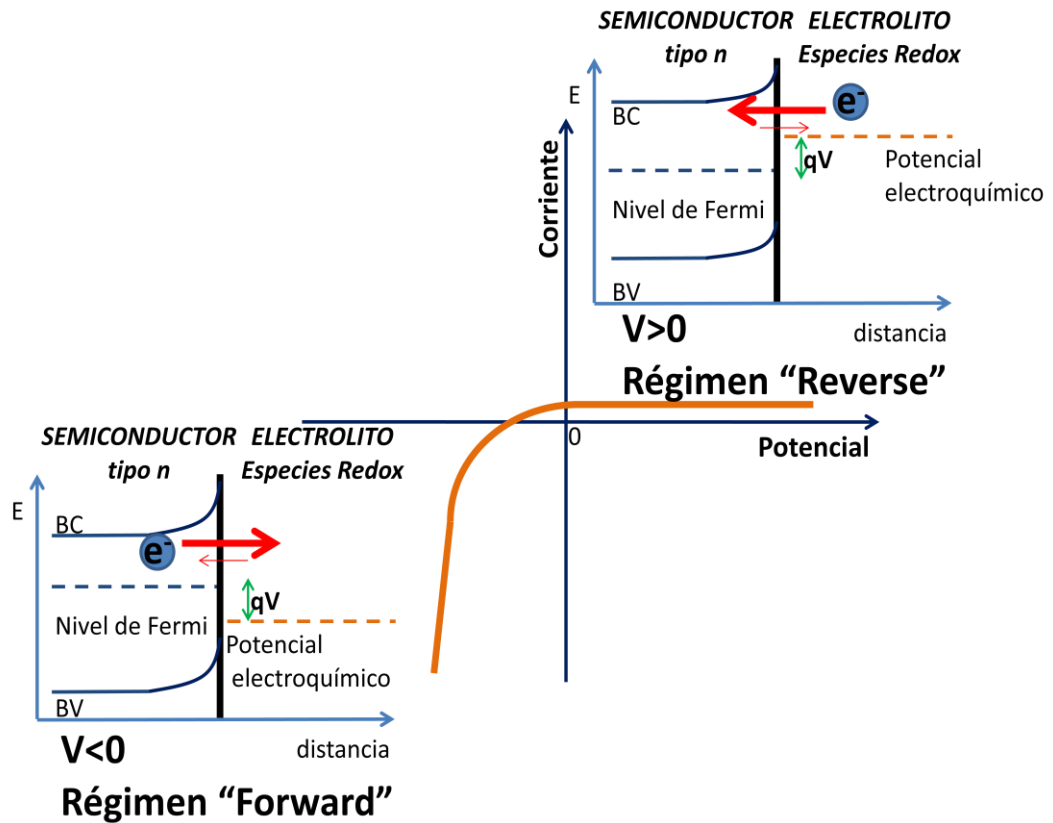 SEMICONDUCTOR ELECTROLITO
tipo n Especies Redox
E
BC
e-
qV
Potencial
electroquímico
Nivel de Fermi
BV
distancia
V>0
Régimen “Reverse”
Corriente
0
Potencial
SEMICONDUCTOR ELECTROLITO
tipo n Especies Redox
E
BC
e-
qV
Nivel de Fermi
Potencial
electroquímico
BV
distancia
V<0
Régimen “Forward”